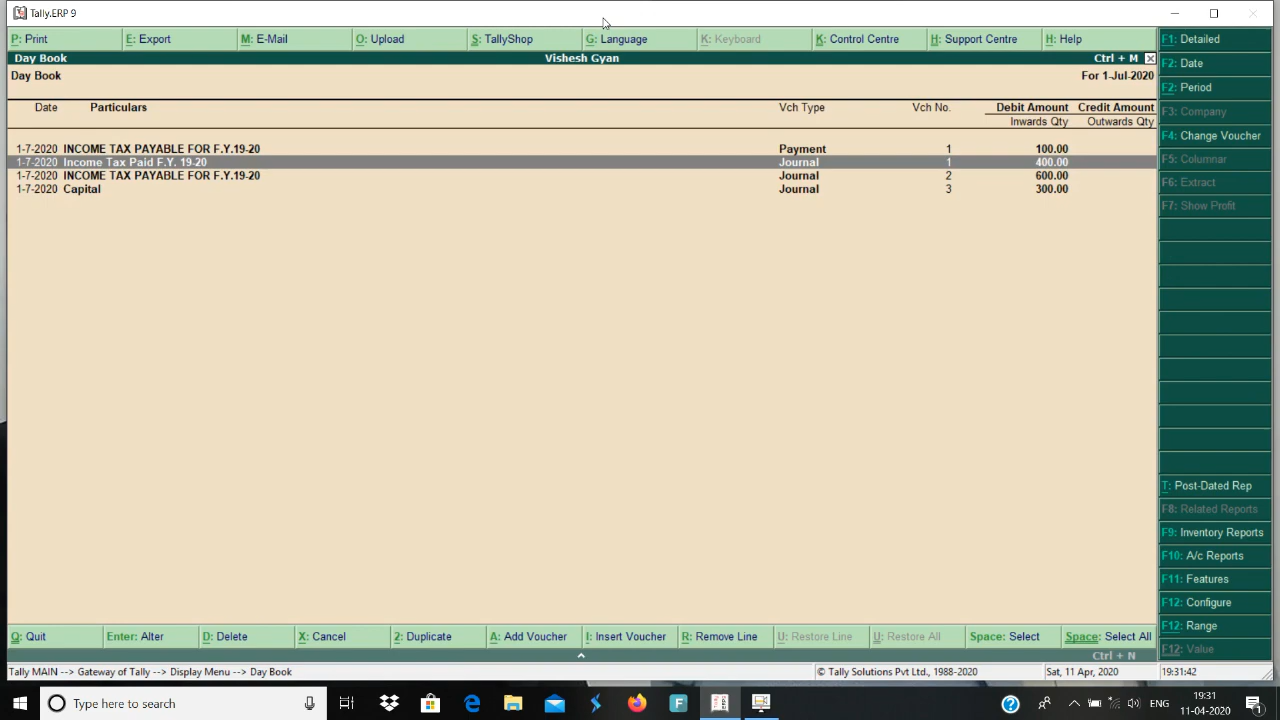 Tally.ERP 9
P: Print E: Export M: E-Mail O: Upload S: TallyShop G: Language K: Keyboard K: Control Centre H: Support Centre H: Help
Day Book Vishesh Gyan Ctrl + M
Day Book For 1-Jul-2020
Date Particulars Vch Type Vch No. Debit Amount Credit Amount
Inwards Qty Outwards Qty
1-7-2020 INCOME TAX PAYABLE FOR F.Y.19-20 Payment 1 100.00
1-7-2020 Income Tax Paid F.Y. 19-20 Journal 1 400.00
1-7-2020 INCOME TAX PAYABLE FOR F.Y.19-20 Journal 2 600.00
1-7-2020 Capital Journal 3 300.00
F1: Detailed
F2: Date
F2: Period
F3: Company
F4: Change Voucher
F5: Columnar
F6: Extract
F7: Show Profit
T: Post-Dated Rep
F8: Related Reports
F9: Inventory Reports
F10: A/c Reports
F11: Features
F12: Configure
F12: Range
F12: Value
Q: Quit Enter: Alter D: Delete X: Cancel 2: Duplicate A: Add Voucher I: Insert Voucher R: Remove Line U: Restore Line U: Restore All Space: Select Space: Select All
Ctrl + N
Tally MAIN --> Gateway of Tally --> Display Menu --> Day Book © Tally Solutions Pvt Ltd., 1988-2020 Sat, 11 Apr, 2020 19:31:42
Type here to search ENG 19:31
11-04-2020